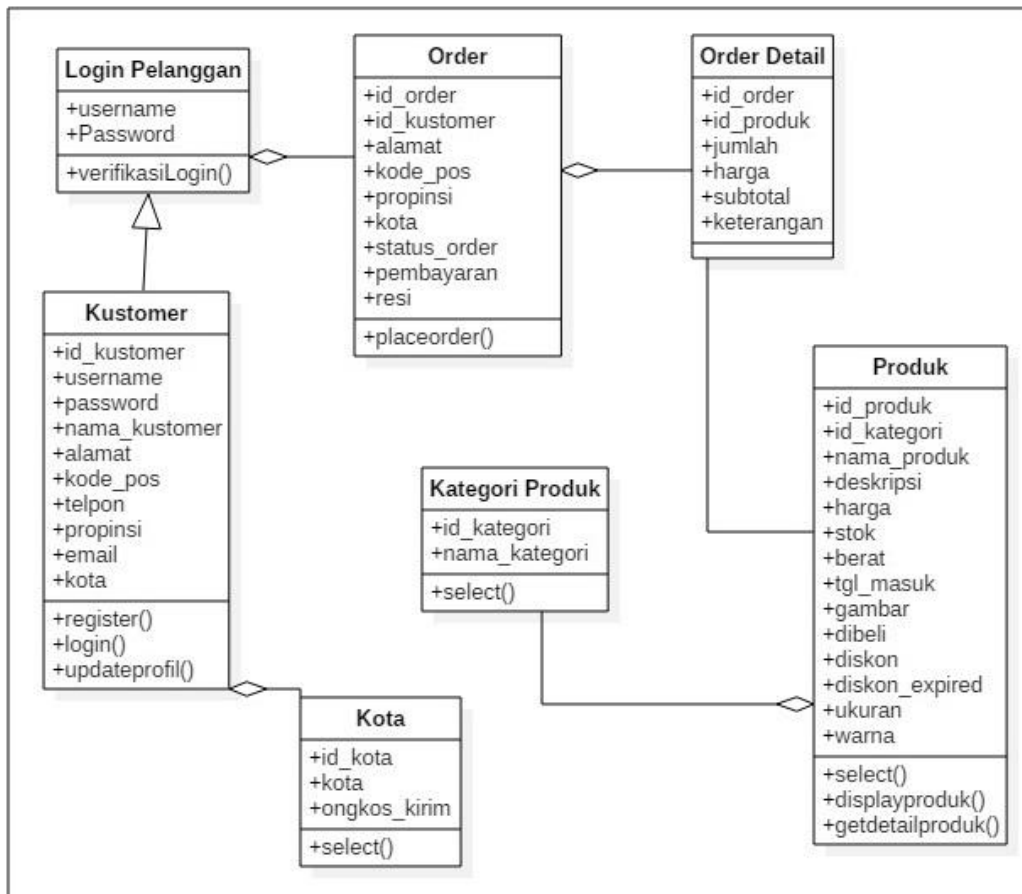 Login Pelanggan
+username
+Password
+verifikasiLogin()
Order
+id_order
+id_kustomer
+alamat
+kode_pos
+propinsi
+kota
+status_order
+pembayaran
+resi
+placeorder()
Order Detail
+id_order
+id_produk
+jumlah
+harga
+subtotal
+keterangan
Kustomer
+id_kustomer
+username
+password
+nama_kustomer
+alamat
+kode_pos
+telpon
+propinsi
+email
+kota
+register()
+login()
+updateprofil()
Kategori Produk
+id_kategori
+nama_kategori
+select()
Produk
+id_produk
+id_kategori
+nama_produk
+deskripsi
+harga
+stok
+berat
+tgl_masuk
+gambar
+dibeli
+diskon
+diskon_expired
+ukuran
+warna
+select()
+displayproduk()
+getdetailproduk()
Kota
+id_kota
+kota
+ongkos_kirim
+select()